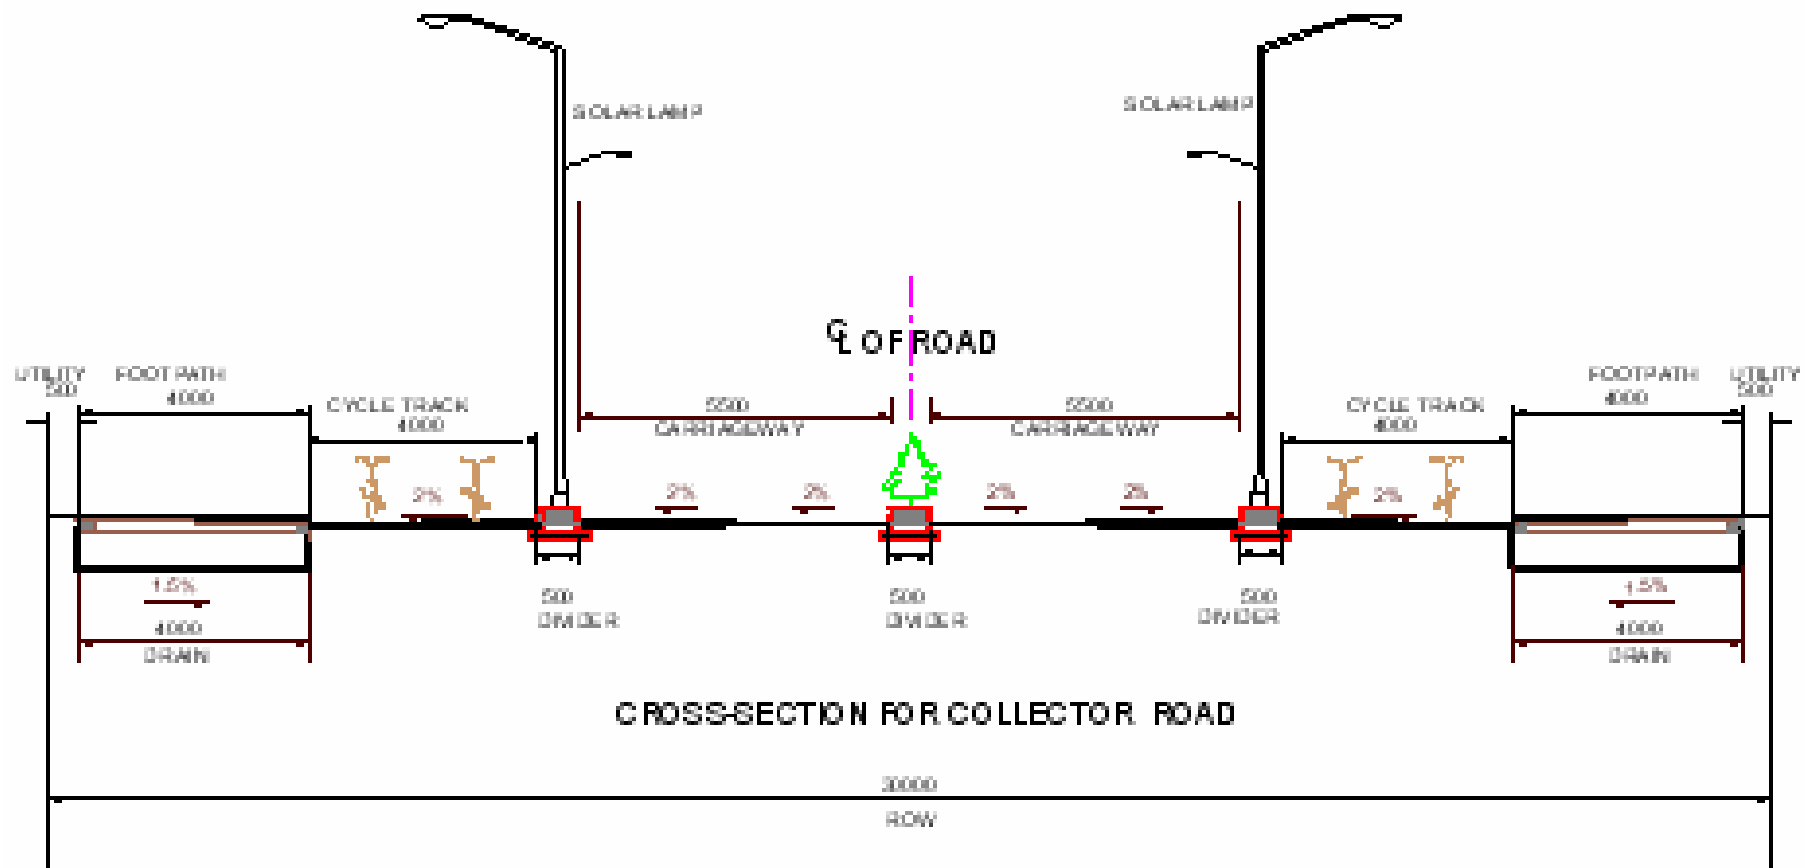 SOLAR LAMP
SOLAR LAMP
℄ OF ROAD
UTILITY
500
FOOTPATH
4000
CYCLE TRACK
4000
5500
CARRIAGEWAY
5500
CARRIAGEWAY
CYCLE TRACK
4000
FOOTPATH
4000
UTILITY
500
2%
2%
2%
2%
2%
2%
1.5%
4000
DRAIN
500
DIVIDER
500
DIVIDER
500
DIVIDER
1.5%
4000
DRAIN
CROSS-SECTION FOR COLLECTOR ROAD
30000
ROW